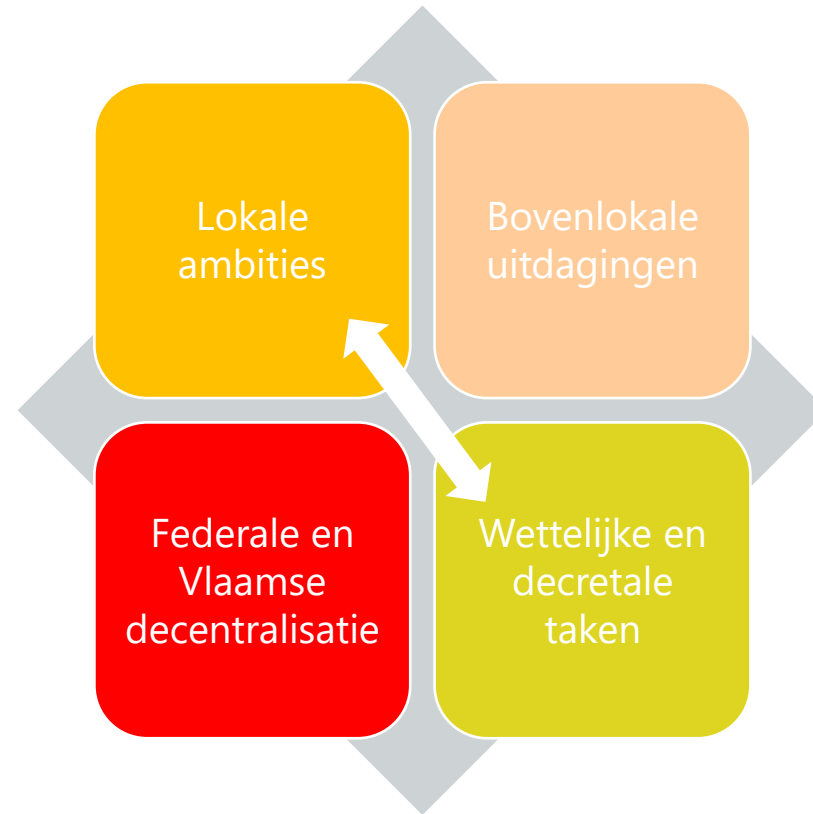 Lokale
ambities
Bovenlokale
uitdagingen
Federale en
Vlaamse
decentralisatie
Wettelijke en
decretale
taken